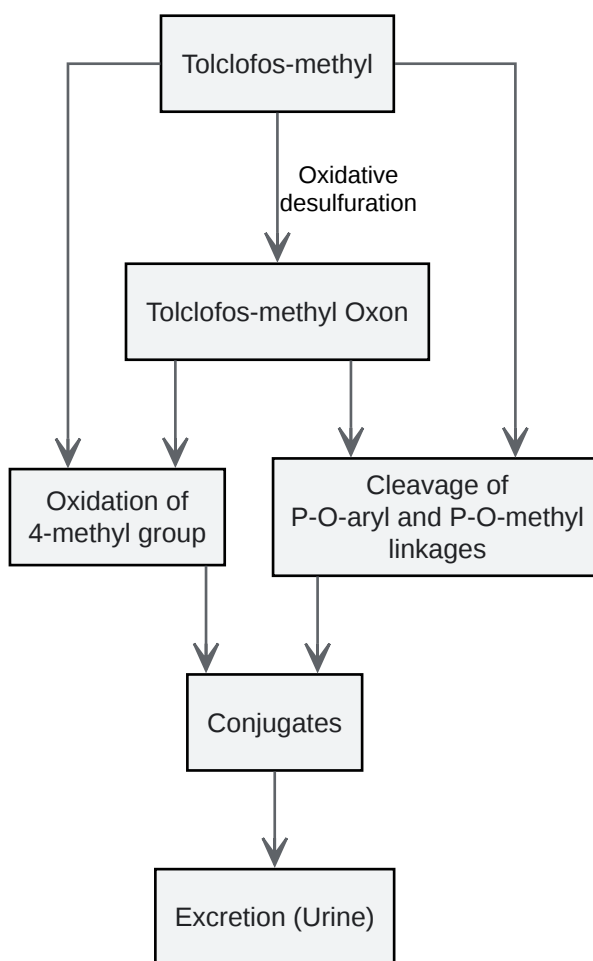 Tolclofos-methyl
Oxidative
desulfuration
Tolclofos-methyl Oxon
Oxidation of
4-methyl group
Cleavage of
P-O-aryl and P-O-methyl
linkages
Conjugates
Excretion (Urine)